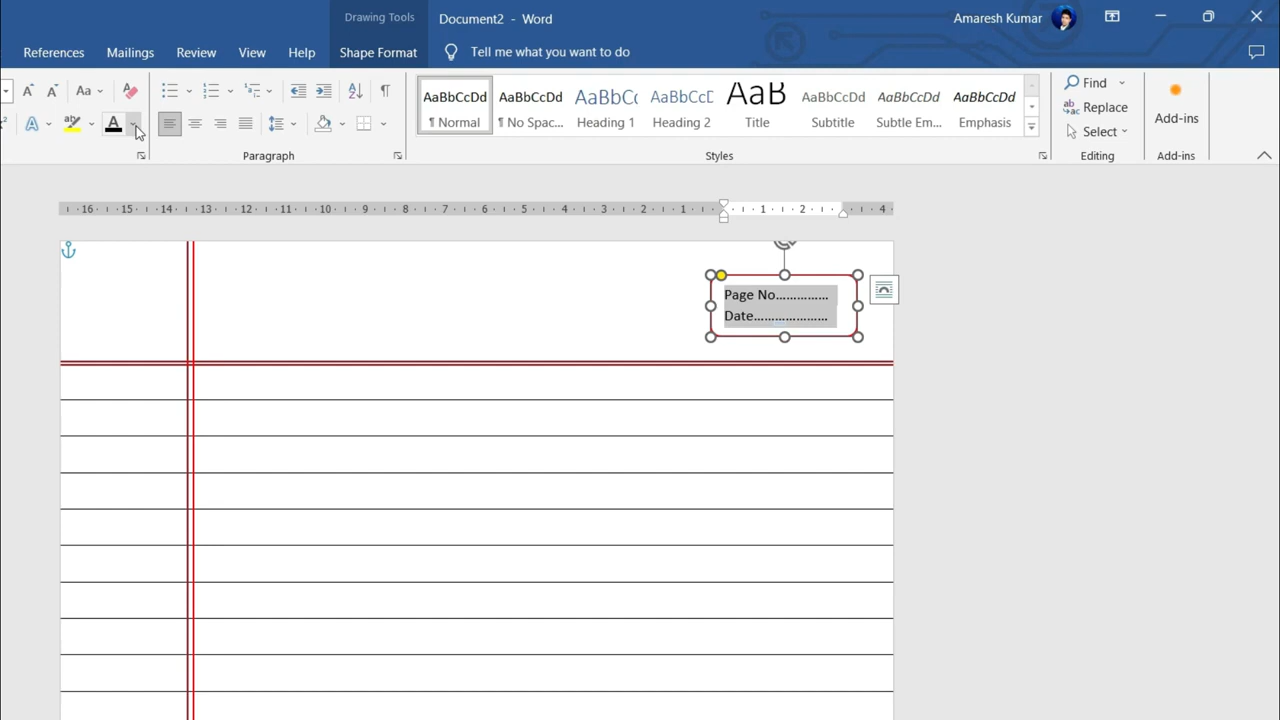 Drawing Tools
Document2 - Word
Amaresh Kumar
References Mailings Review View Help Shape Format Tell me what you want to do
Aa
A A
AaBbCcDd AaBbCcDd AaBbCc AaBbCcD AaB AaBbCcDd AaBbCcDd AaBbCcDd
¶ Normal ¶ No Spac... Heading 1 Heading 2 Title Subtitle Subtle Em... Emphasis
Find
Replace
Select
Add-ins
Paragraph Styles Editing Add-ins
16 15 14 13 12 11 10 9 8 7 6 5 4 3 2 1 1 2 4
Page No……………
Date…………………